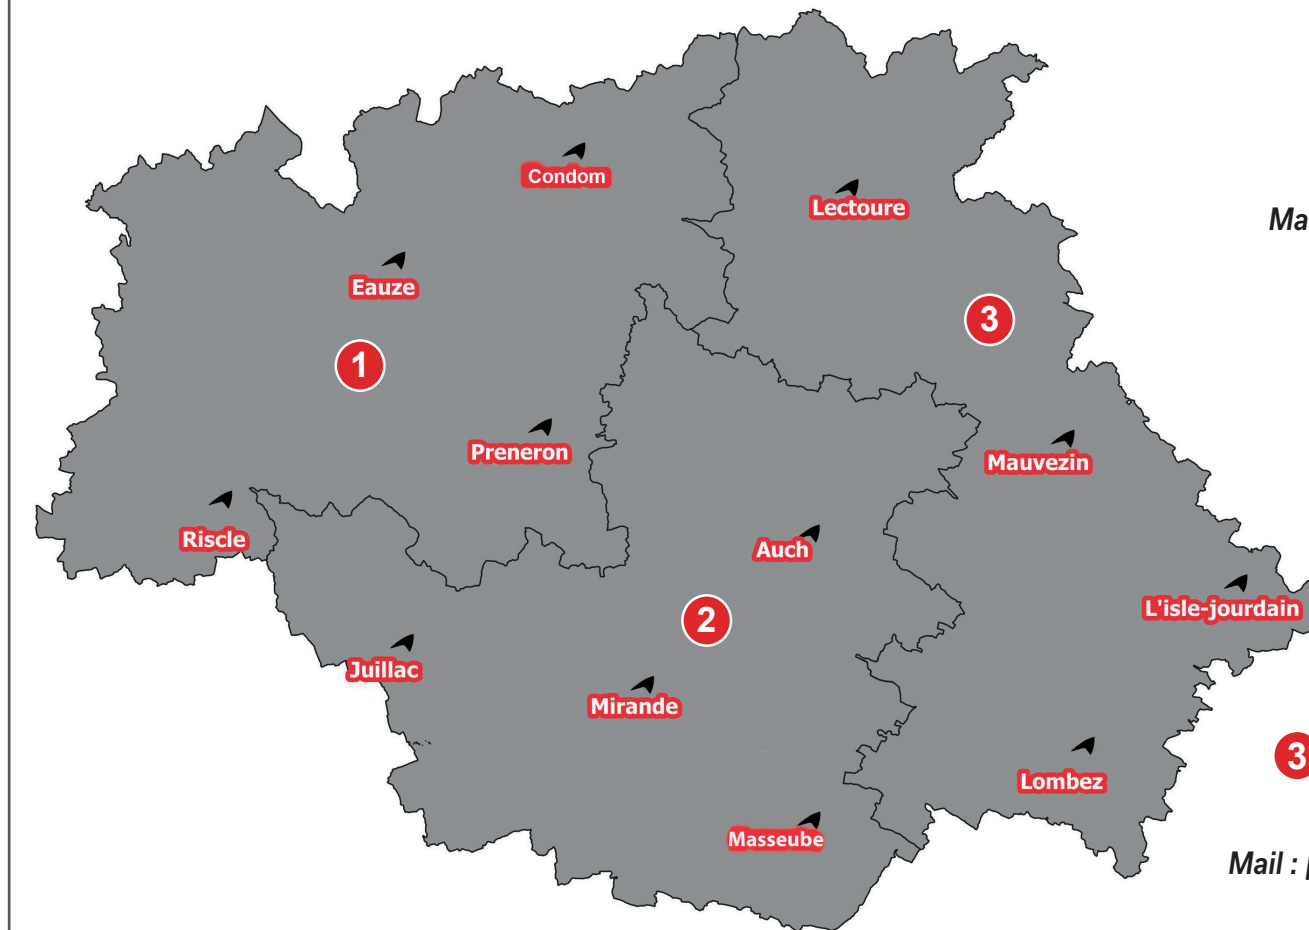 Condom
Lectoure
Ma
Eauze
3
1
Preneron
Mauvezin
Riscle
Auch
L'isle-jourdain
2
Juillac
Mirande
3
Lombez
Masseube
Mail :